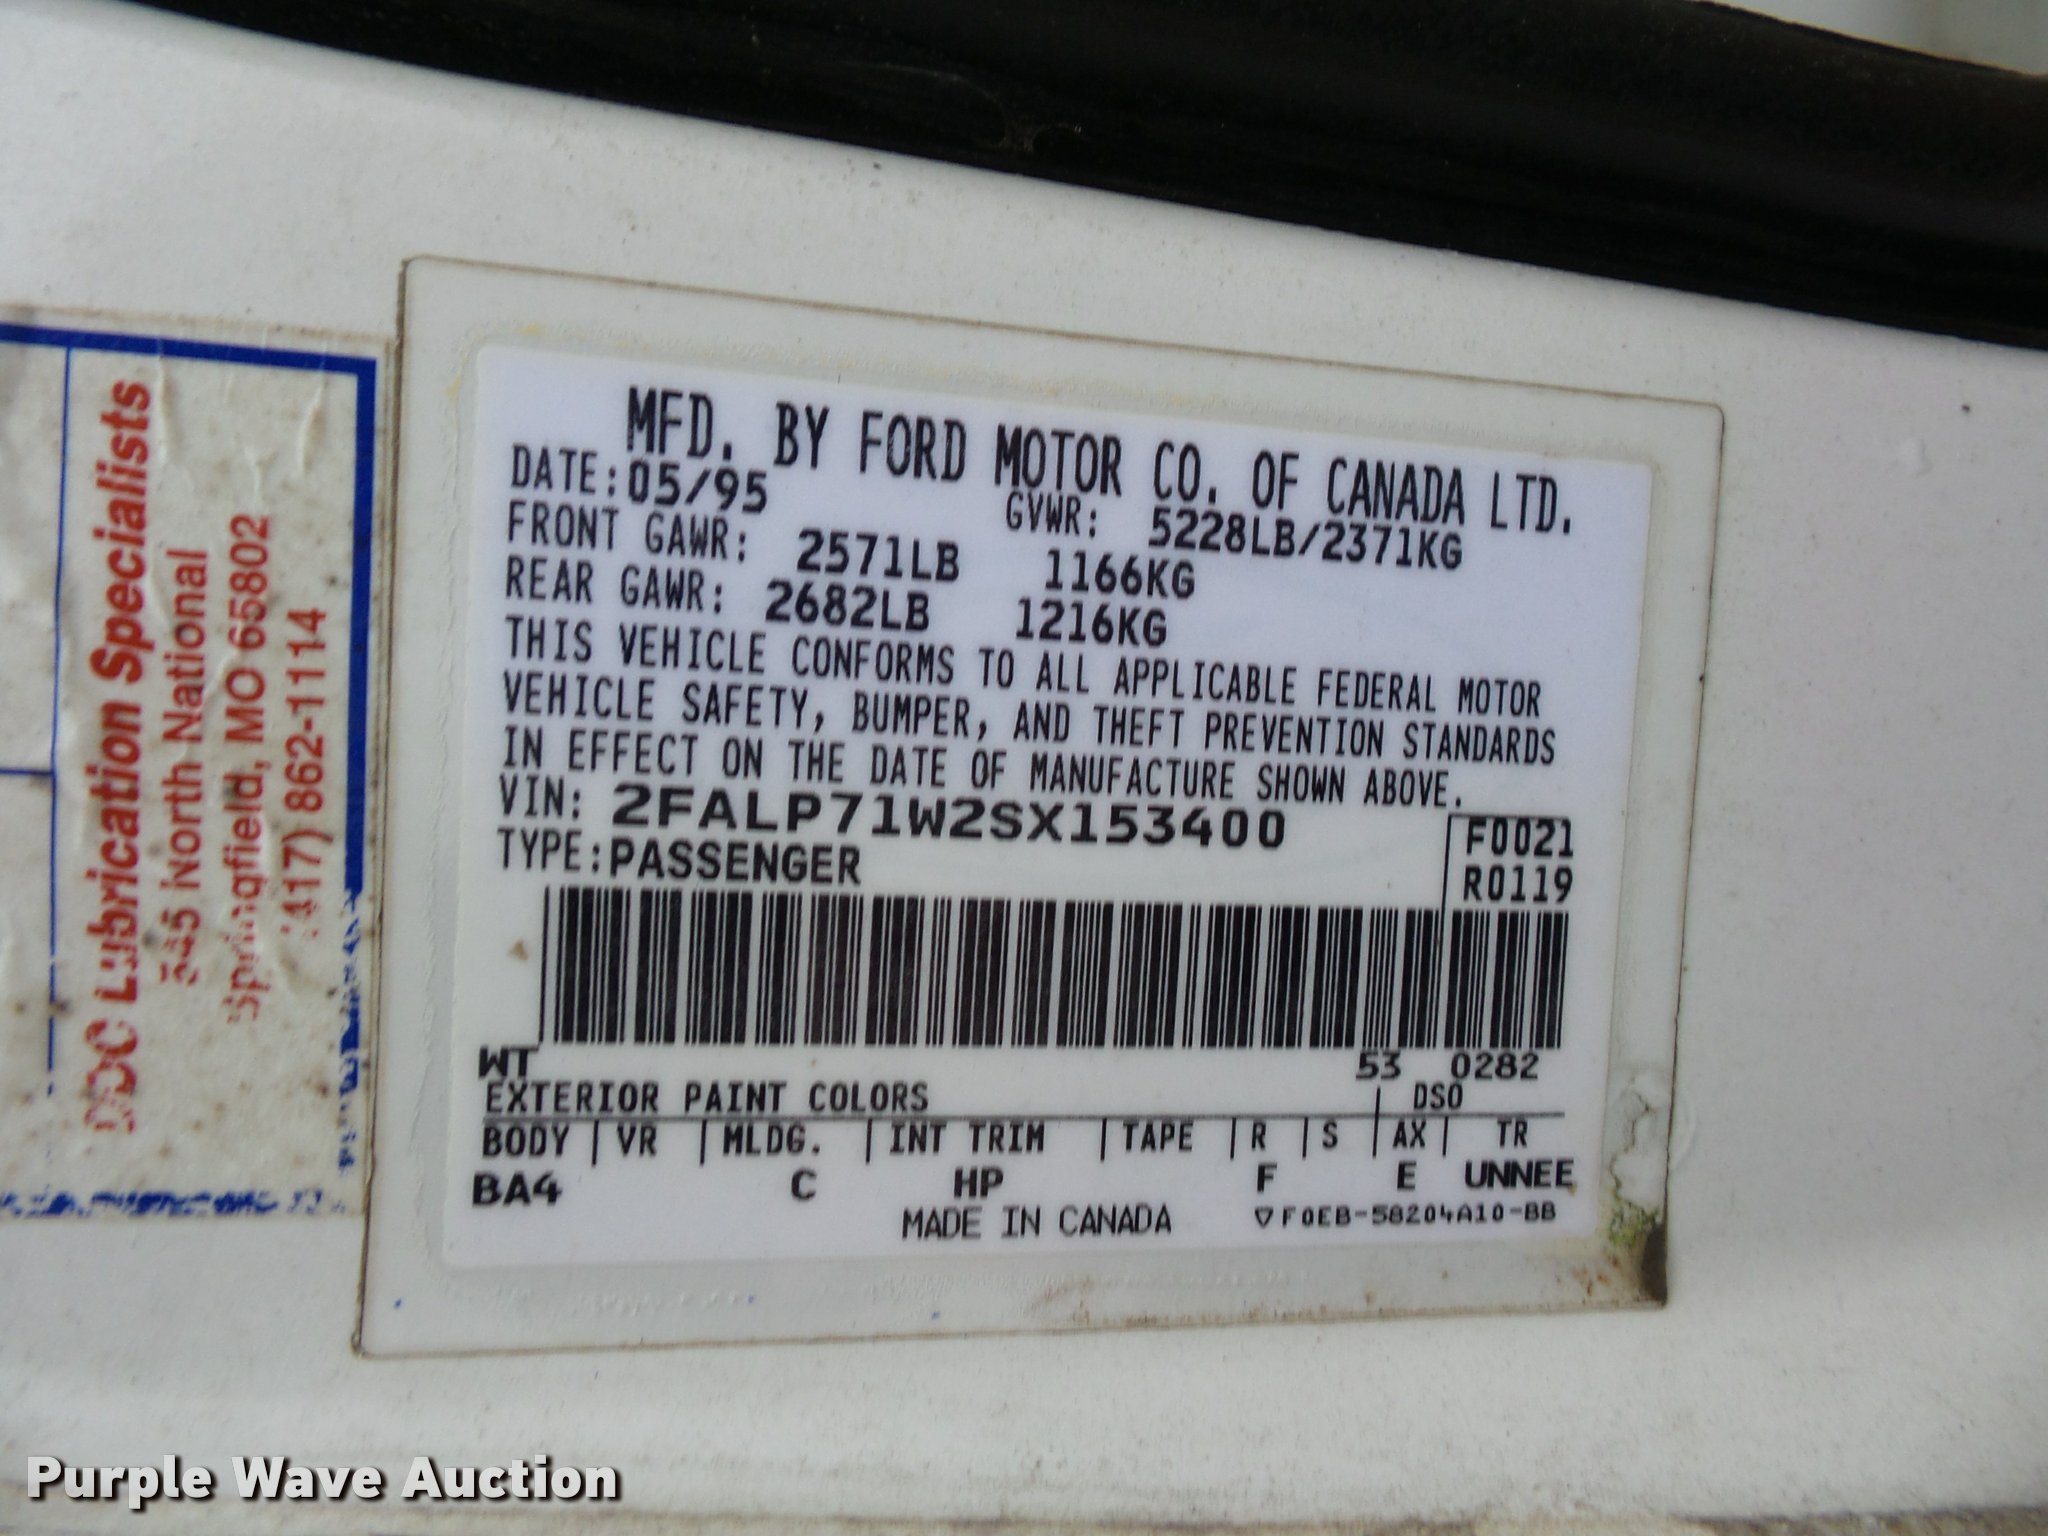 MFD. BY FORD MOTOR CO. OF CANADA LTD.
DATE: 05/95 GVWR: 5228LB/2371KG
FRONT GAWR: 2571LB 1166KG
REAR GAWR: 2682LB 1216KG
THIS VEHICLE CONFORMS TO ALL APPLICABLE FEDERAL MOTOR
VEHICLE SAFETY, BUMPER, AND THEFT PREVENTION STANDARDS
IN EFFECT ON THE DATE OF MANUFACTURE SHOWN ABOVE.
VIN: 2FALP71W2SX153400
TYPE: PASSENGER
F0021
R0119
WT 53 0282
EXTERIOR PAINT COLORS DSO
BODY VR MLDG. INT TRIM TAPE R S AX TR
BA4 C HP F E UNNEE
MADE IN CANADA ▽F0EB-58204A10-BB
Lubrication Specialists
North National
Springfield, MO 65802
(417) 862-1114
Purple Wave Auction